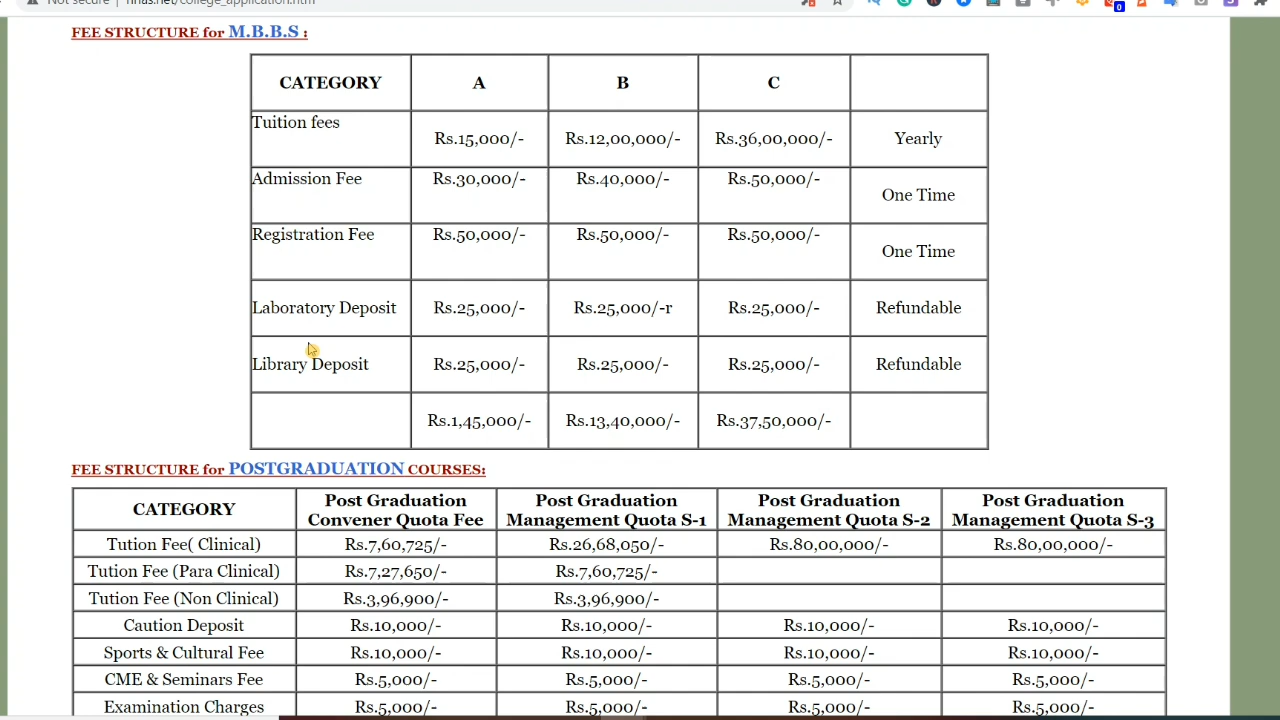 Not secure | nnas.net/college_application.htm
0
FEE STRUCTURE for M.B.B.S :
CATEGORY A B C
Tuition fees Rs.15,000/- Rs.12,00,000/- Rs.36,00,000/- Yearly
Admission Fee Rs.30,000/- Rs.40,000/- Rs.50,000/- One Time
Registration Fee Rs.50,000/- Rs.50,000/- Rs.50,000/- One Time
Laboratory Deposit Rs.25,000/- Rs.25,000/-r Rs.25,000/- Refundable
Library Deposit Rs.25,000/- Rs.25,000/- Rs.25,000/- Refundable
Rs.1,45,000/- Rs.13,40,000/- Rs.37,50,000/-
FEE STRUCTURE for POSTGRADUATION COURSES:
CATEGORY Post Graduation Convener Quota Fee Post Graduation Management Quota S-1 Post Graduation Management Quota S-2 Post Graduation Management Quota S-3
Tution Fee( Clinical) Rs.7,60,725/- Rs.26,68,050/- Rs.80,00,000/- Rs.80,00,000/-
Tution Fee (Para Clinical) Rs.7,27,650/- Rs.7,60,725/-
Tution Fee (Non Clinical) Rs.3,96,900/- Rs.3,96,900/-
Caution Deposit Rs.10,000/- Rs.10,000/- Rs.10,000/- Rs.10,000/-
Sports & Cultural Fee Rs.10,000/- Rs.10,000/- Rs.10,000/- Rs.10,000/-
CME & Seminars Fee Rs.5,000/- Rs.5,000/- Rs.5,000/- Rs.5,000/-
Examination Charges Rs.5,000/- Rs.5,000/- Rs.5,000/- Rs.5,000/-